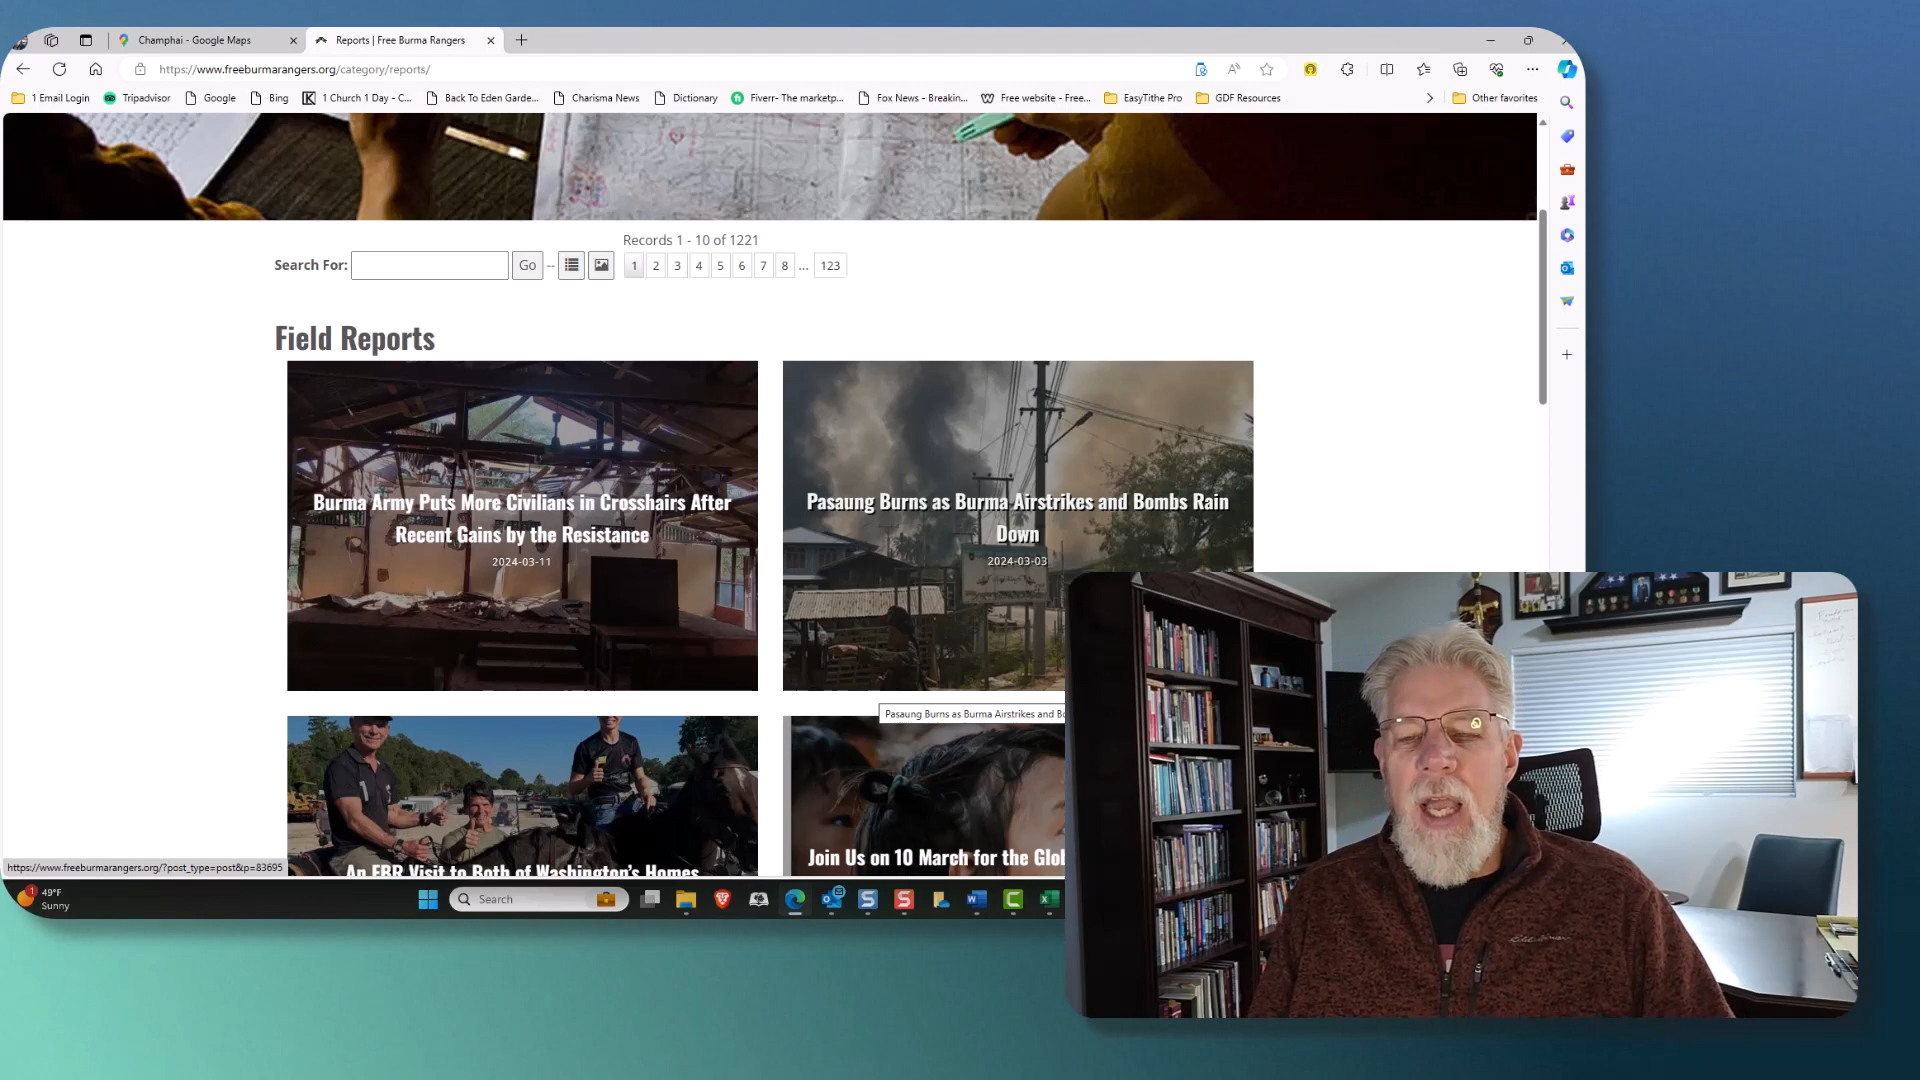 Champhai - Google Maps
Reports | Free Burma Rangers
https://www.freeburmarangers.org/category/reports/
1 Email Login
Tripadvisor
Google
Bing
1 Church 1 Day - C...
Back To Eden Garde...
Charisma News
Dictionary
Fiverr- The marketp...
Fox News - Breakin...
Free website - Free...
EasyTithe Pro
GDF Resources
Other favorites
Records 1 - 10 of 1221
Search For:
Go
--
1 2 3 4 5 6 7 8 ... 123
Field Reports
Burma Army Puts More Civilians in Crosshairs After
Recent Gains by the Resistance
2024-03-11
Pasaung Burns as Burma Airstrikes and Bombs Rain
Down
2024-03-03
Pasaung Burns as Burma Airstrikes and Bo
An FBR Visit to Both of Washington's Homes
Join Us on 10 March for the Glo
https://www.freeburmarangers.org/?post_type=post&p=83695
1
49°F
Sunny
Search